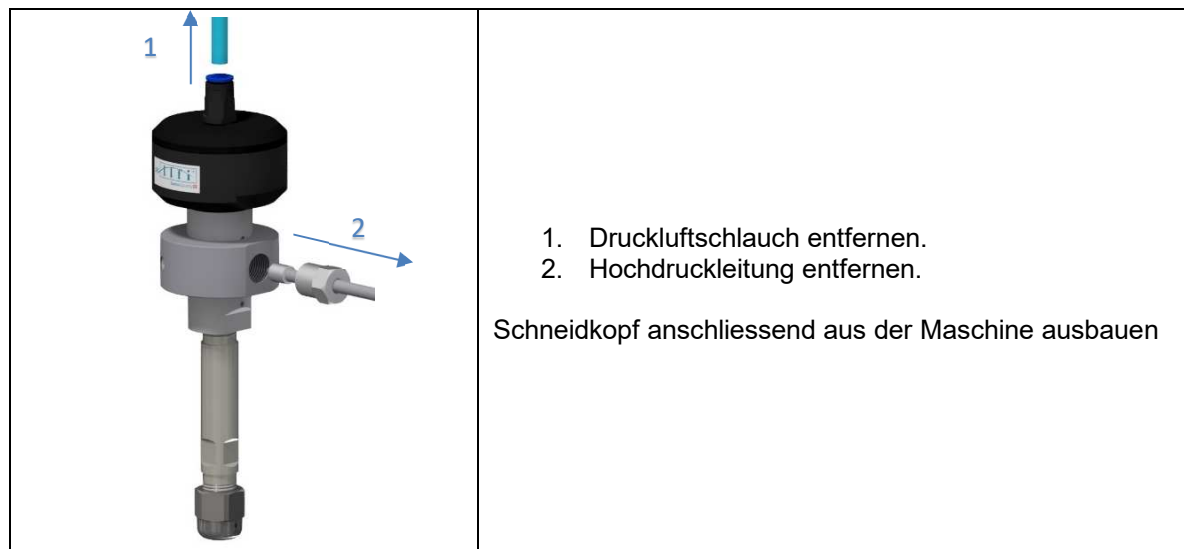 1
2
1. Druckluftschlauch entfernen.
2. Hochdruckleitung entfernen.
Schneidkopf anschliessend aus der Maschine ausbauen